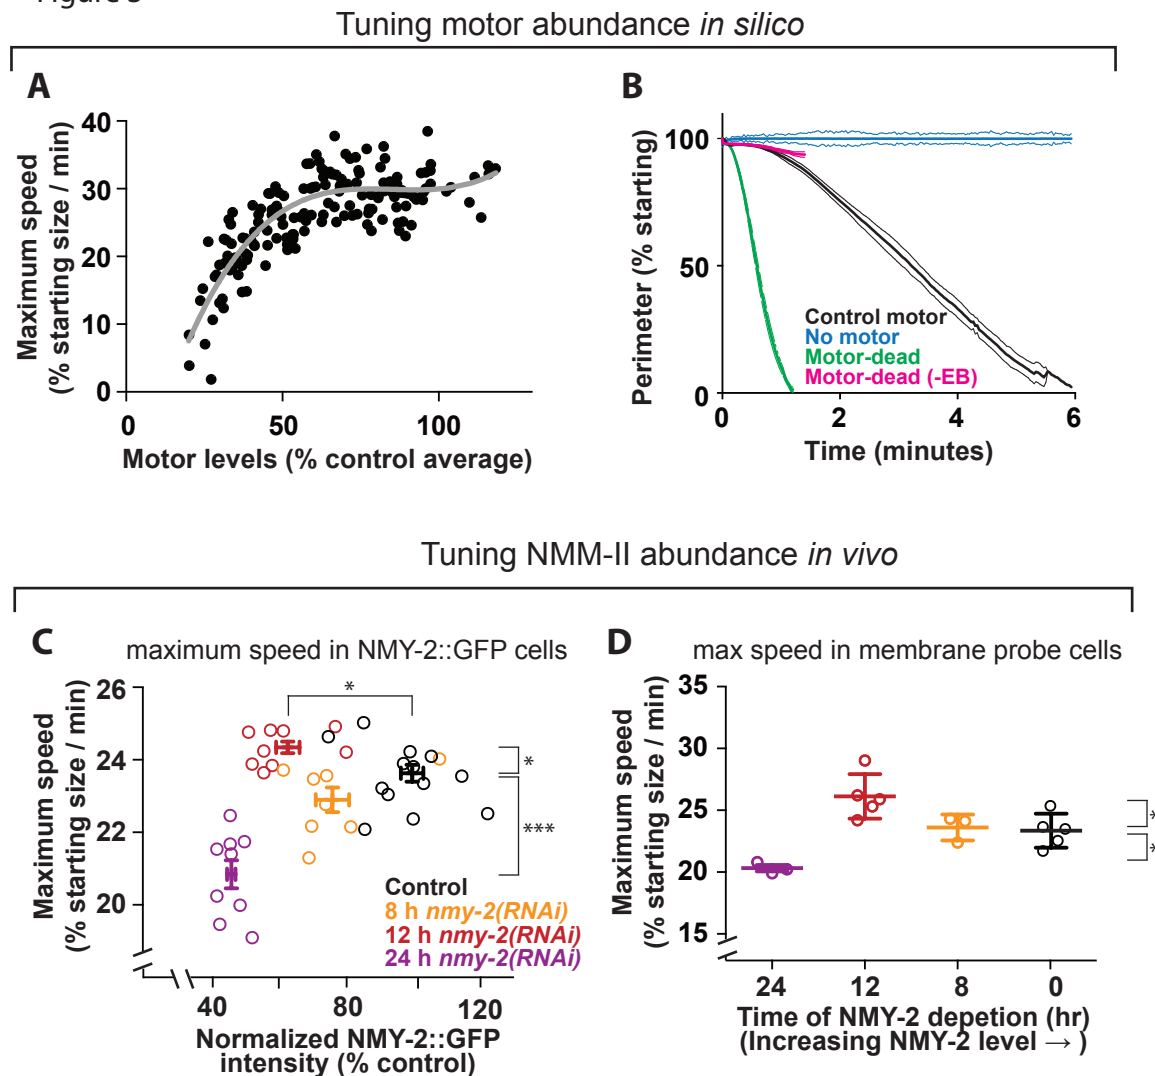 Tuning motor abundance in silico
A
Maximum speed
(% starting size / min)
40
30
20
10
0
0
50
100
Motor levels (% control average)
B
Perimeter (% starting)
100
50
0
0
2
4
6
Time (minutes)
Control motor
No motor
Motor-dead
Motor-dead (-EB)
Tuning NMM-II abundance in vivo
C
maximum speed in NMY-2::GFP cells
Maximum speed
(% starting size / min)
26
24
22
20
*
*
***
Control
8 h nmy-2(RNAi)
12 h nmy-2(RNAi)
24 h nmy-2(RNAi)
40
80
120
Normalized NMY-2::GFP
intensity (% control)
D
max speed in membrane probe cells
Maximum speed
(% starting size / min)
35
30
25
20
15
*
*
24
12
8
0
Time of NMY-2 depetion (hr)
(Increasing NMY-2 level → )